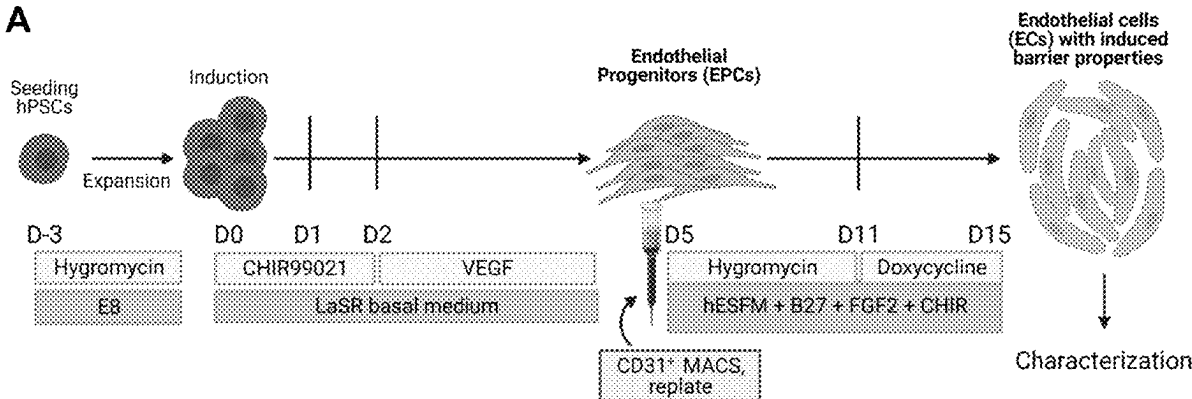 A
Seeding
hPSCs
Expansion
Induction
Endothelial
Progenitors (EPCs)
Endothelial cells
(ECs) with induced
barrier properties
D-3
D0
D1
D2
D5
D11
D15
Hygromycin
CHIR99021
VEGF
Hygromycin
Doxycycline
E8
LaSR basal medium
hESFM + B27 + FGF2 + CHIR
CD31⁺ MACS,
replate
Characterization